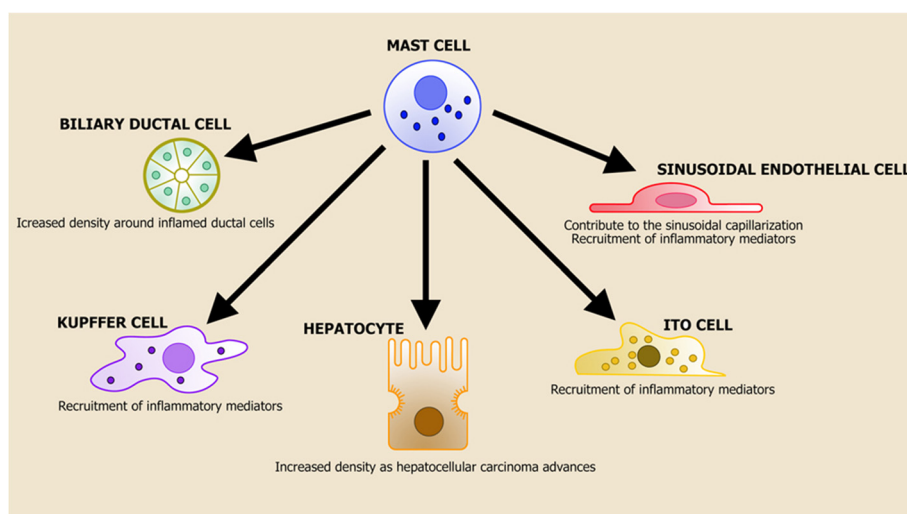 MAST CELL
BILIARY DUCTAL CELL
Icreased density around inflamed ductal cells
SINUSOIDAL ENDOTHELIAL CELL
Contribute to the sinusoidal capillarization
Recruitment of inflammatory mediators
KUPFFER CELL
Recruitment of inflammatory mediators
HEPATOCYTE
Increased density as hepatocellular carcinoma advances
ITO CELL
Recruitment of inflammatory mediators